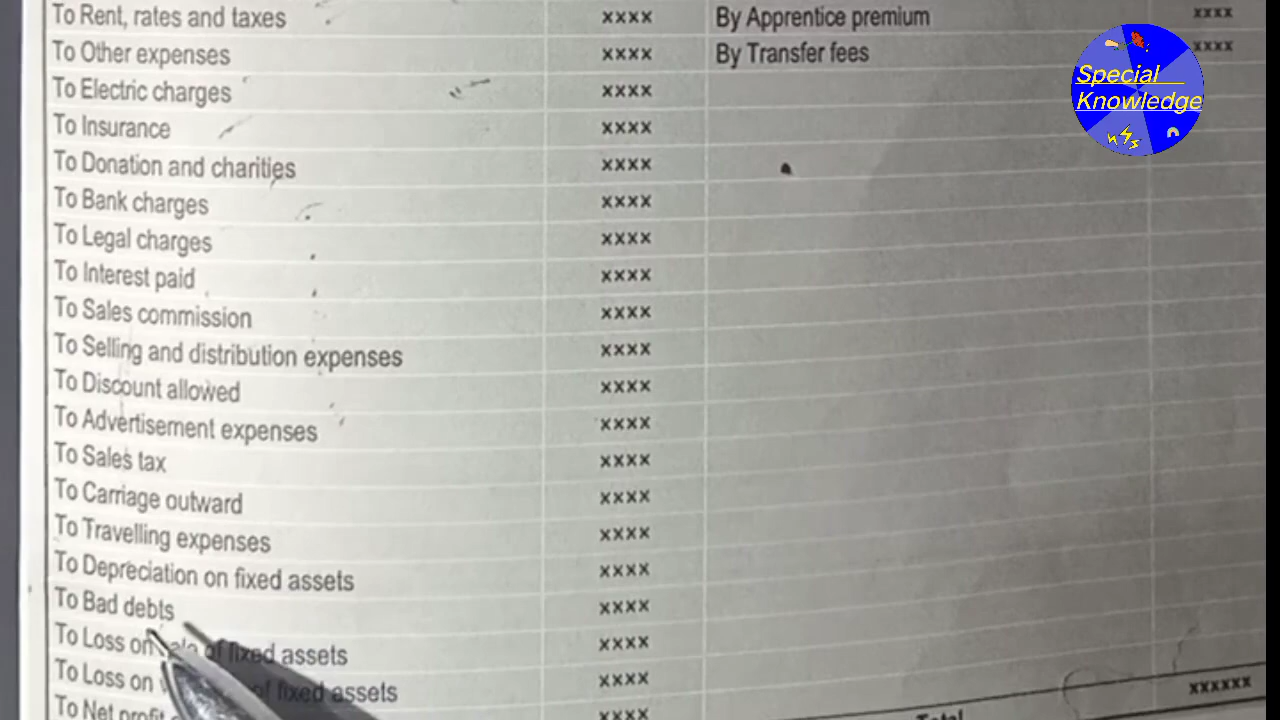 To Rent, rates and taxes xxxx By Apprentice premium xxxx
To Other expenses xxxx By Transfer fees xxxx
To Electric charges xxxx
To Insurance xxxx
To Donation and charities xxxx
To Bank charges xxxx
To Legal charges xxxx
To Interest paid xxxx
To Sales commission xxxx
To Selling and distribution expenses xxxx
To Discount allowed xxxx
To Advertisement expenses xxxx
To Sales tax xxxx
To Carriage outward xxxx
To Travelling expenses xxxx
To Depreciation on fixed assets xxxx
To Bad debts xxxx
To Loss on sale of fixed assets xxxx
To Loss on of fixed assets xxxx
To Net profit xxxx Total xxxxxx
Special
Knowledge